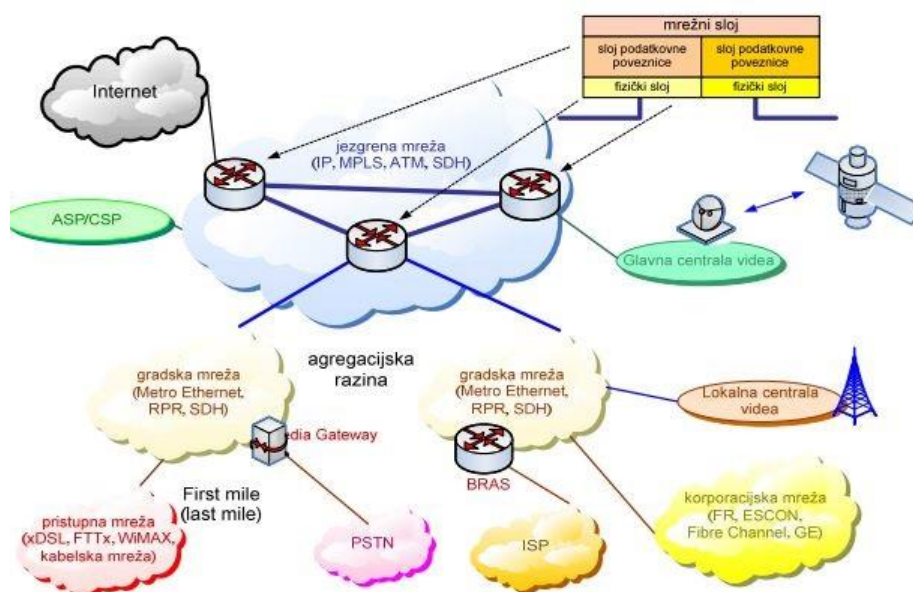 mrežni sloj
sloj podatkovne
poveznice
sloj podatkovne
poveznice
fizički sloj
fizički sloj
Internet
jezgrena mreža
(IP, MPLS, ATM, SDH)
ASP/CSP
Glavna centrala videa
agregacijska
razina
gradska mreža
(Metro Ethernet,
RPR, SDH)
gradska mreža
(Metro Ethernet,
RPR, SDH)
Lokalna centrala
videa
edia Gateway
BRAS
First mile
(last mile)
pristupna mreža
(xDSL, FTTx, WiMAX,
kabelska mreža)
PSTN
ISP
korporacijska mreža
(FR, ESCON,
Fibre Channel, GE)